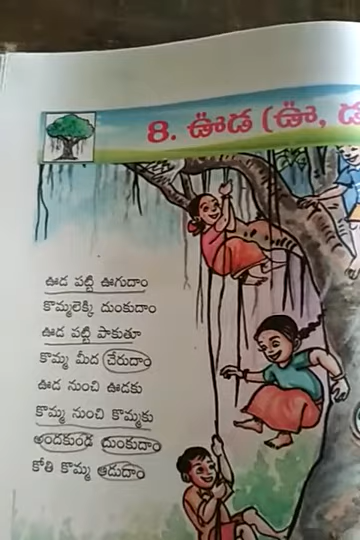 8. ఊడ (ఊ, డ
ఊడ పట్టి ఊగుదాం
కొమ్మలెక్కి దుంకుదాం
ఊడ పట్టి పాకుతూ
కొమ్మ మీద చేరుదాం
ఊడ నుంచి ఊడకు
కొమ్మ నుంచి కొమ్మకు
అందకుండ దుంకుదాం
కోతి కొమ్మ ఆడుదాం